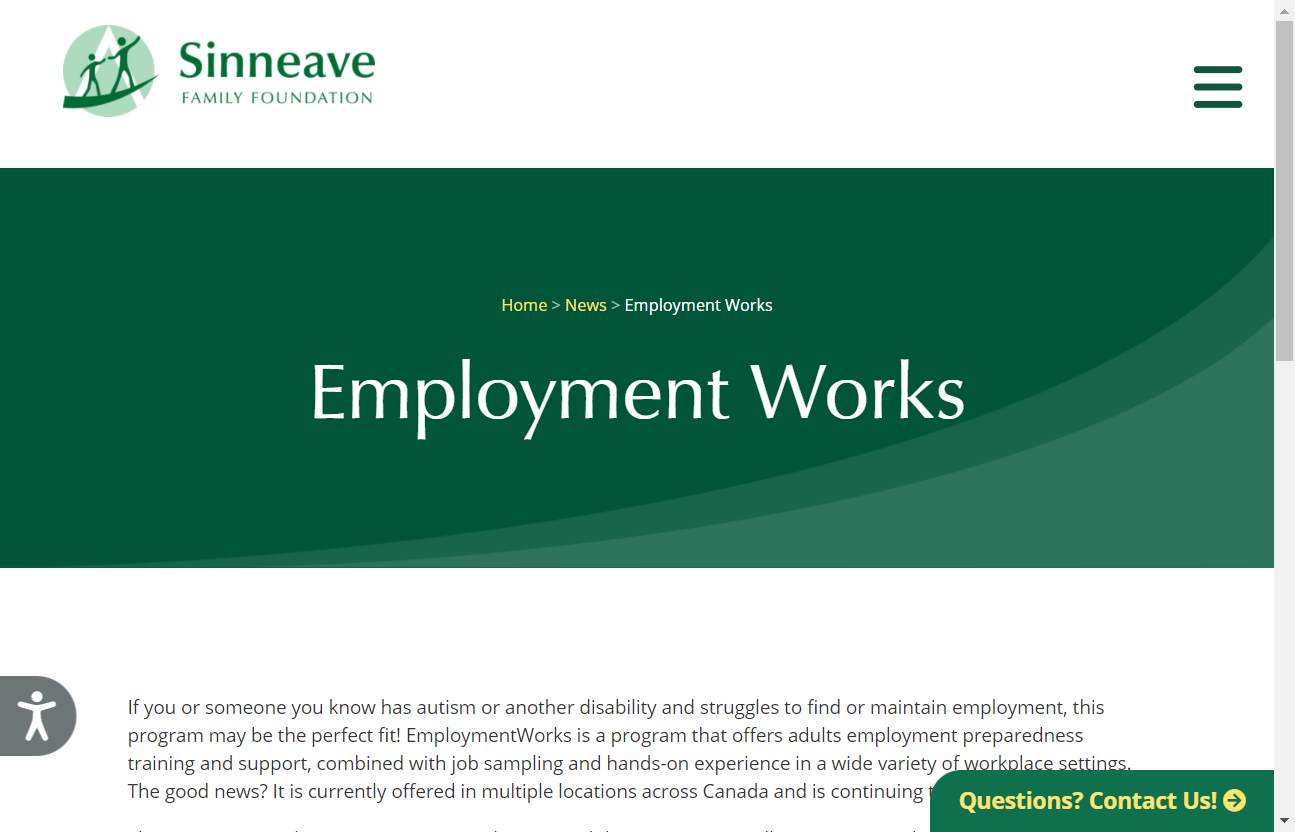 Sinneave
FAMILY FOUNDATION
Home > News > Employment Works
Employment Works
If you or someone you know has autism or another disability and struggles to find or maintain employment, this
program may be the perfect fit! EmploymentWorks is a program that offers adults employment preparedness
training and support, combined with job sampling and hands-on experience in a wide variety of workplace settings.
The good news? It is currently offered in multiple locations across Canada and is continuing
Questions? Contact Us!